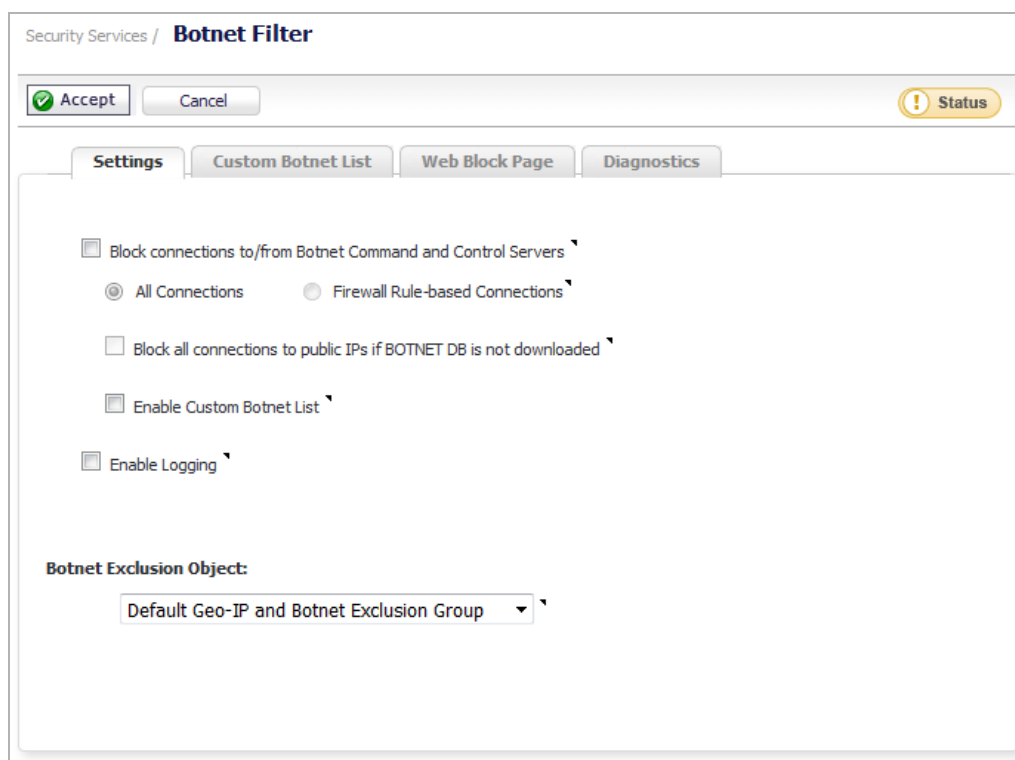 Security Services / Botnet Filter
Accept Cancel Status
Settings Custom Botnet List Web Block Page Diagnostics
Block connections to/from Botnet Command and Control Servers
All Connections Firewall Rule-based Connections
Block all connections to public IPs if BOTNET DB is not downloaded
Enable Custom Botnet List
Enable Logging
Botnet Exclusion Object:
Default Geo-IP and Botnet Exclusion Group